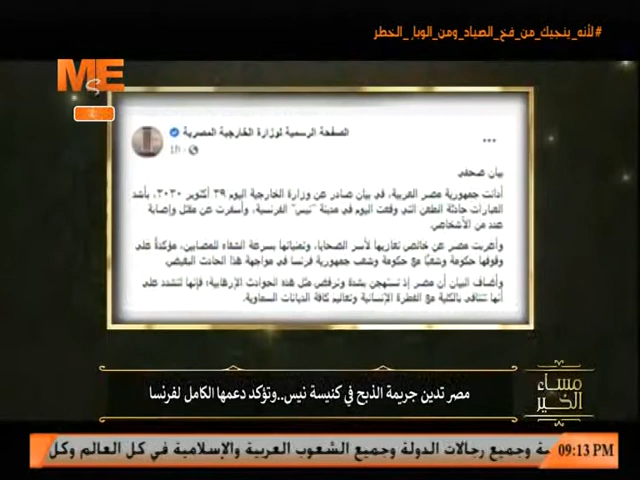 #لأنه_ينجيك_من_فخ_الصياد_ومن_الوبإ_الخطر
MSE
الصفحة الرسمية لوزارة الخارجية المصرية
1h
بيان صحفي
أدانت جمهورية مصر العربية، في بيان صادر عن وزارة الخارجية اليوم ٢٩ أكتوبر ٢٠٢٠، بأشد
العبارات حادثة الطعن التي وقعت اليوم في مدينة "نيس" الفرنسية، وأسفرت عن مقتل وإصابة
عدد من الأشخاص.
وأعربت مصر عن خالص تعازيها لأسر الضحايا، وتمنياتها بسرعة الشفاء للمصابين، مؤكدةً على
وقوفها حكومة وشعبًا مع حكومة وشعب جمهورية فرنسا في مواجهة هذا الحادث البغيض.
وأضاف البيان أن مصر إذ تستهجن بشدة وترفض مثل هذه الحوادث الإرهابية؛ فإنها لتشدد على
أنها تتنافى بالكلية مع الفطرة الإنسانية وتعاليم كافة الديانات السماوية.
مصر تدين جريمة الذبح في كنيسة نيس..وتؤكد دعمها الكامل لفرنسا
مساء
الخير
ـة وجميع رجالات الدولة وجميع الشعوب العربية والإسلامية في كل العالم وكل
09:13 PM